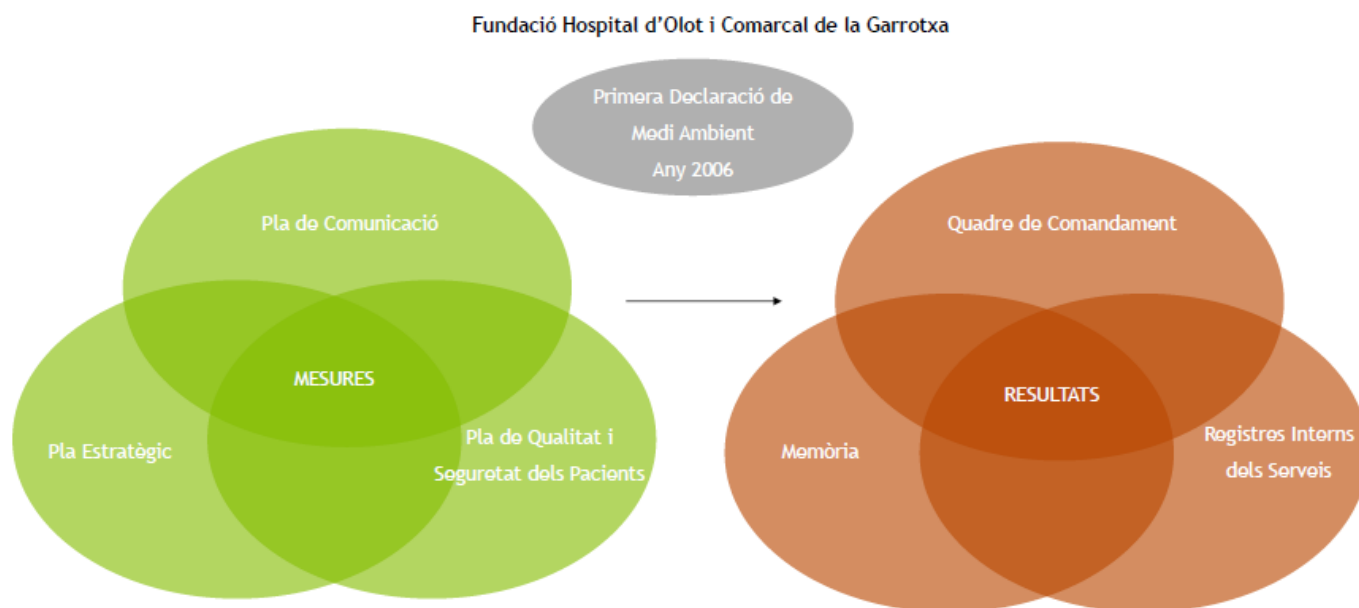 Fundació Hospital d'Olot i Comarcal de la Garrotxa
Primera Declaració de
Medi Ambient
Any 2006
Pla de Comunicació
MESURES
Pla Estratègic
Pla de Qualitat i
Seguretat dels Pacients
Quadre de Comandament
RESULTATS
Memòria
Registres Interns
dels Serveis